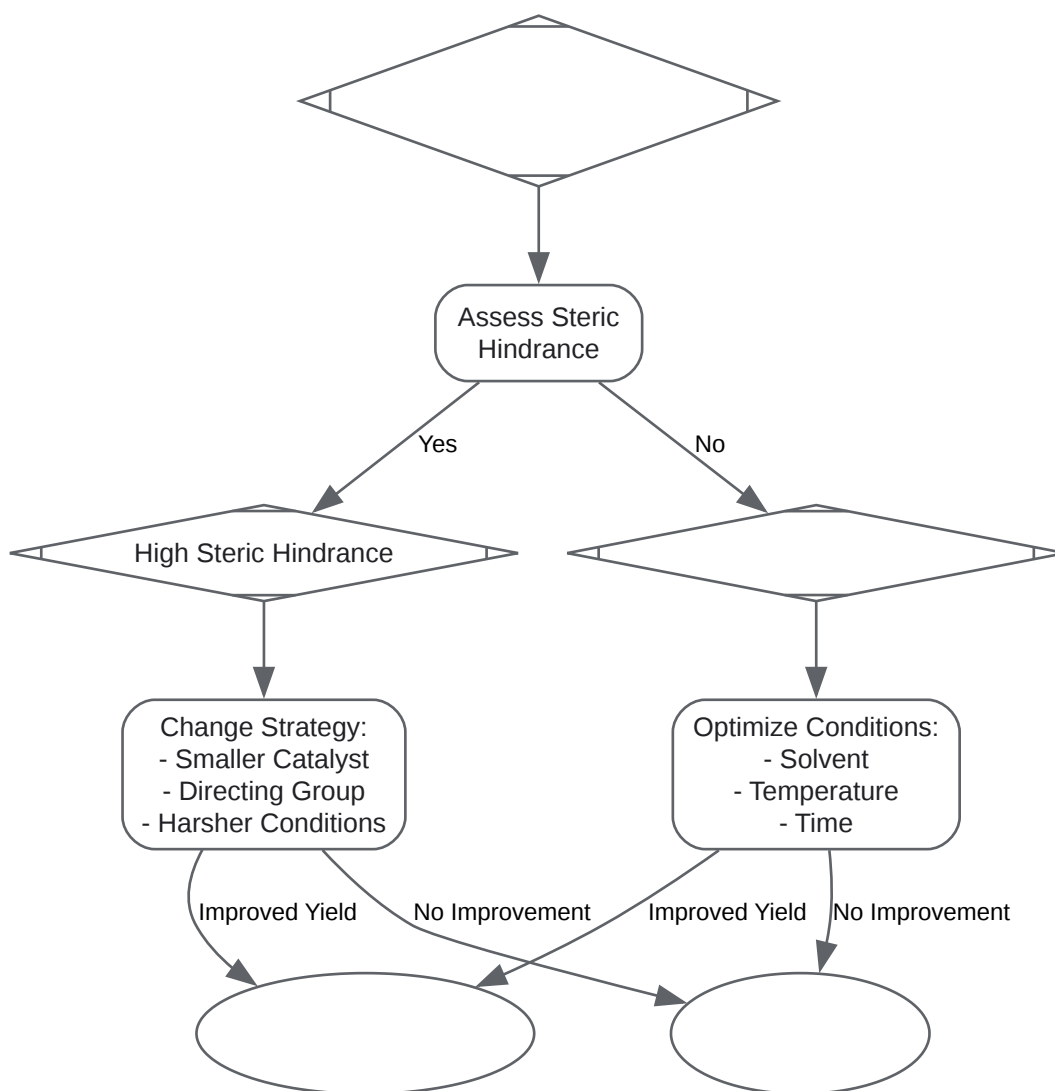 Assess Steric
Hindrance
Yes
No
High Steric Hindrance
Change Strategy:
- Smaller Catalyst
- Directing Group
- Harsher Conditions
Optimize Conditions:
- Solvent
- Temperature
- Time
Improved Yield
No Improvement
Improved Yield
No Improvement